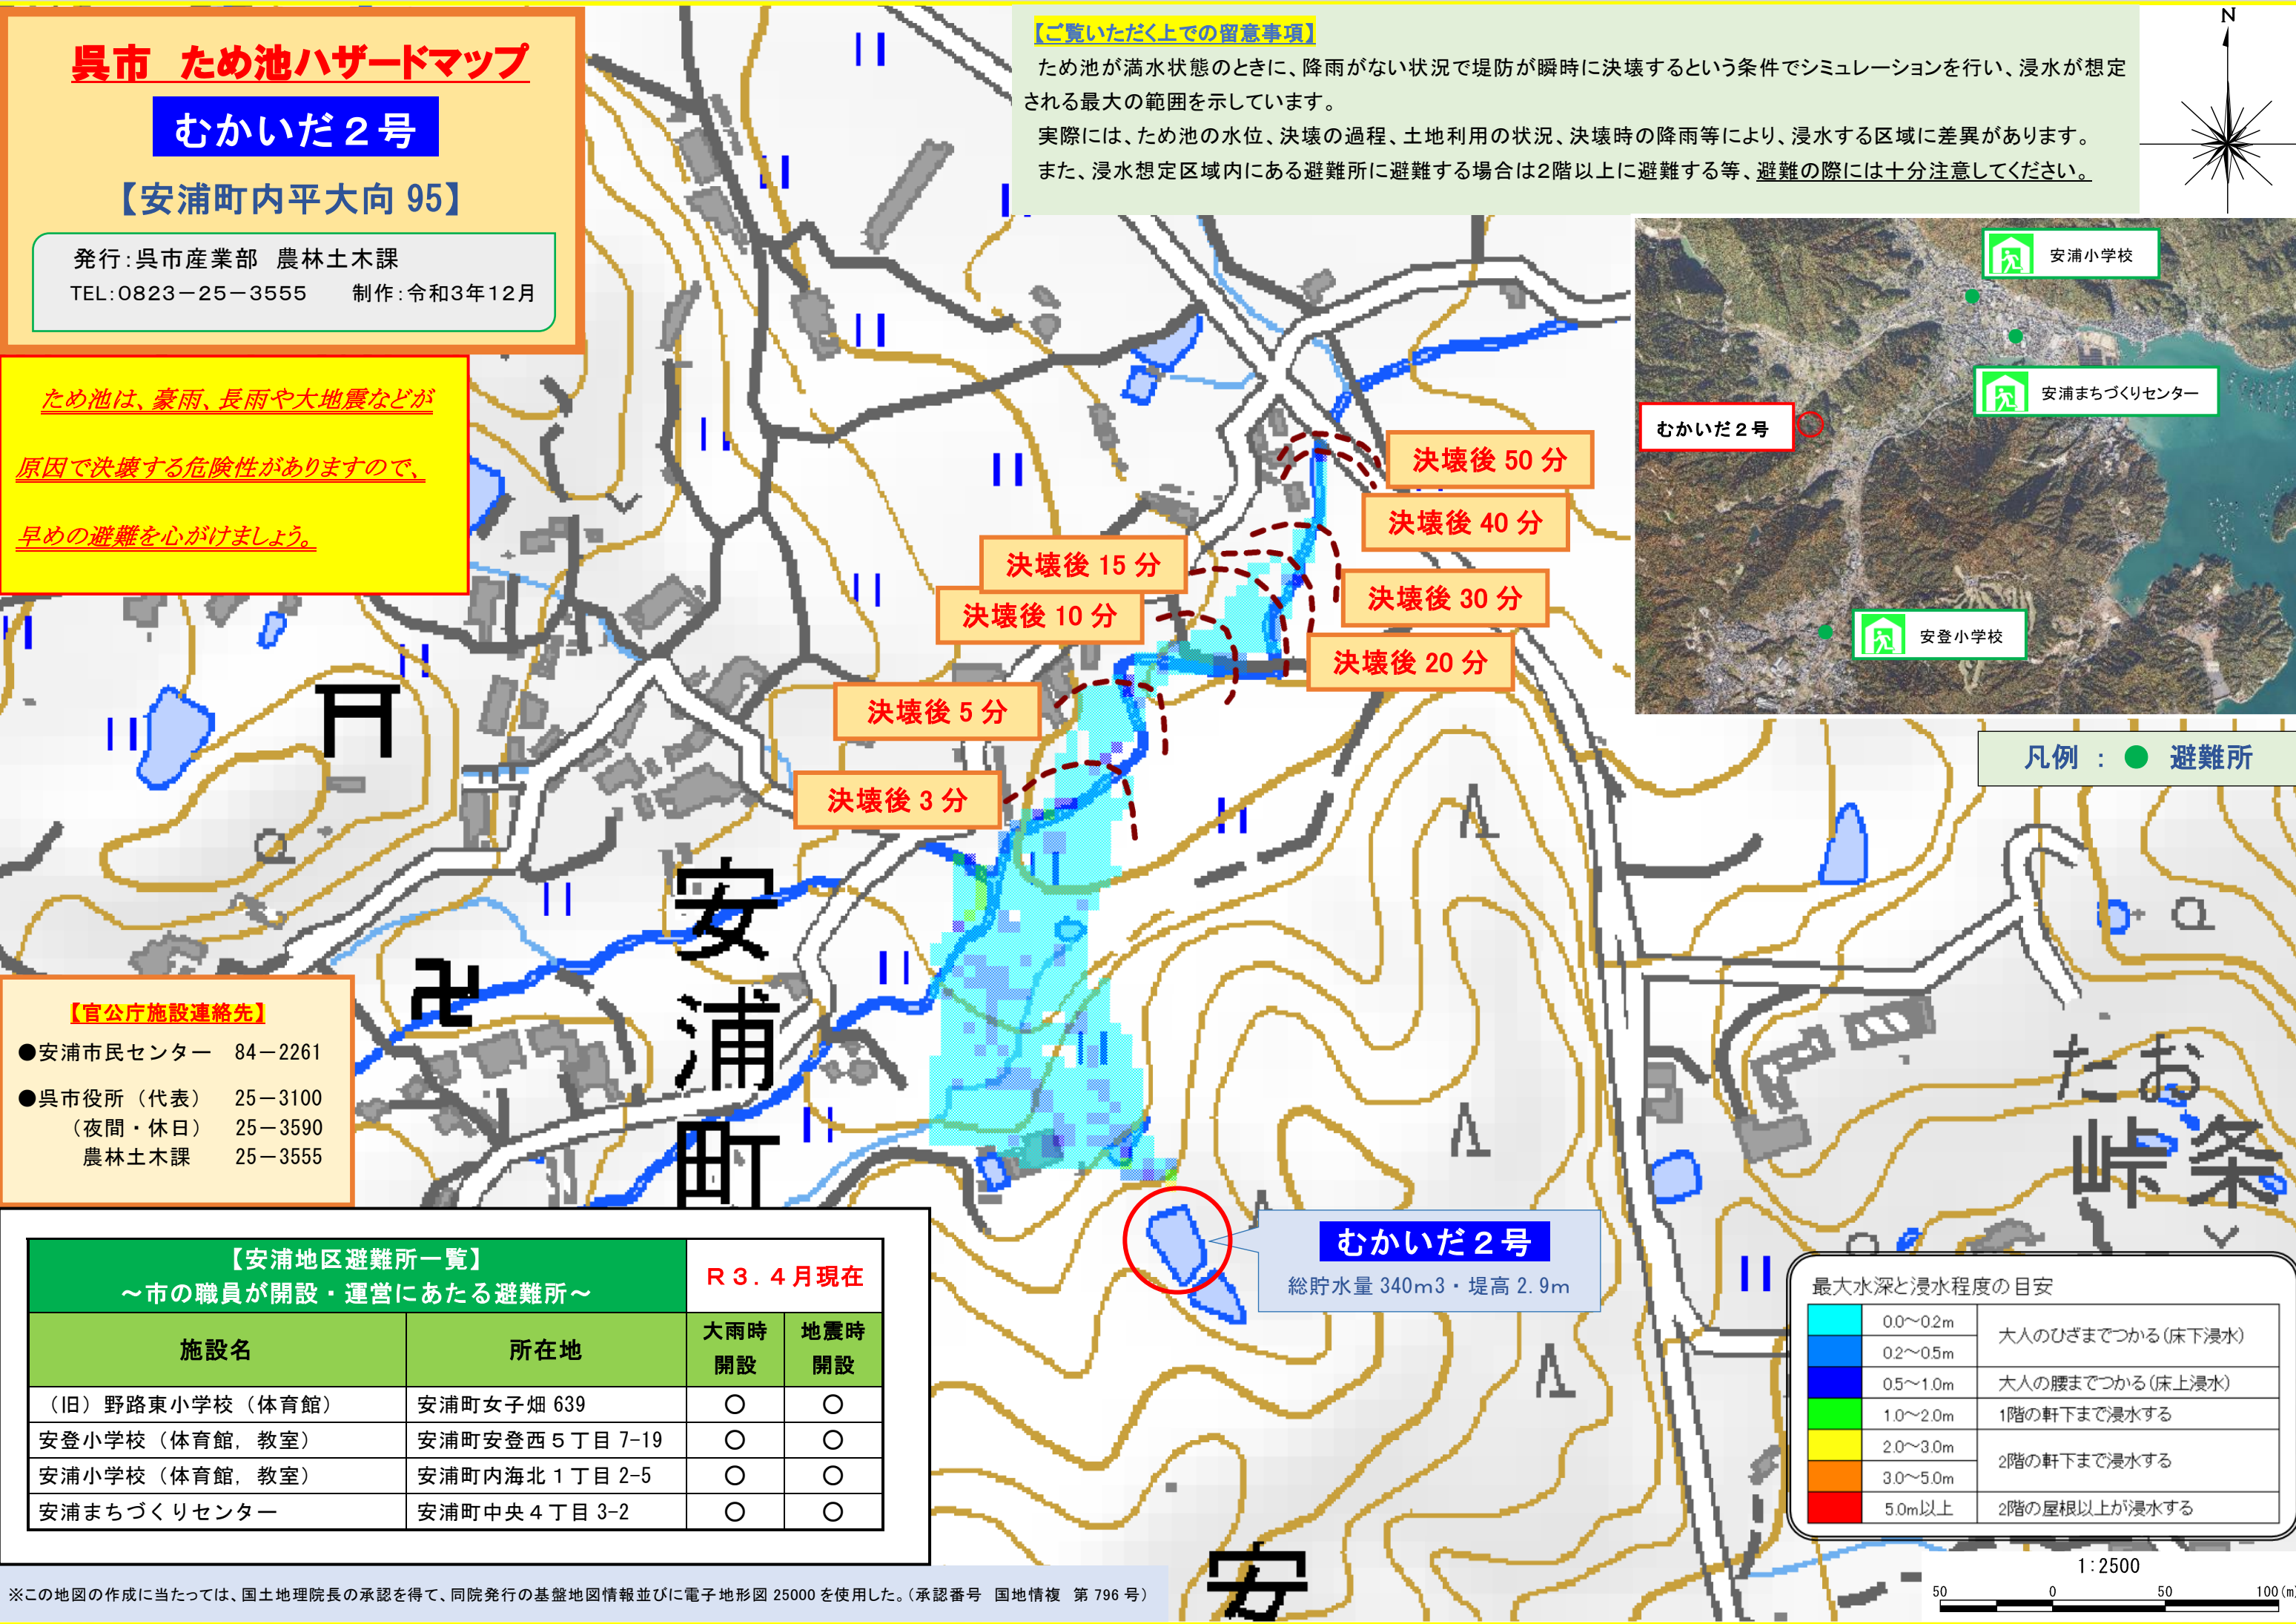 呉市　ため池ハザードマップ
むかいだ２号
【安浦町内平大向 95】
発行：呉市産業部　農林土木課
TEL：０８２３－２５－３５５５　　制作：令和３年１２月
【ご覧いただく上での留意事項】
ため池が満水状態のときに、降雨がない状況で堤防が瞬時に決壊するという条件でシミュレーションを行い、浸水が想定
される最大の範囲を示しています。
実際には、ため池の水位、決壊の過程、土地利用の状況、決壊時の降雨等により、浸水する区域に差異があります。
また、浸水想定区域内にある避難所に避難する場合は２階以上に避難する等、避難の際には十分注意してください。
N
ため池は、豪雨、長雨や大地震などが
原因で決壊する危険性がありますので、
早めの避難を心がけましょう。
安浦小学校
安浦まちづくりセンター
むかいだ２号
安登小学校
凡例 ： ● 避難所
決壊後 50 分
決壊後 40 分
決壊後 15 分
決壊後 30 分
決壊後 10 分
決壊後 20 分
決壊後 5 分
決壊後 3 分
安浦町
たお
峠条
安
【官公庁施設連絡先】
●安浦市民センター　84－2261
●呉市役所（代表）　25－3100
（夜間・休日）　25－3590
農林土木課　25－3555
むかいだ２号
総貯水量 340m3・堤高 2.9m
【安浦地区避難所一覧】
～市の職員が開設・運営にあたる避難所～
Ｒ３．４月現在
施設名　所在地　大雨時開設　地震時開設
（旧）野路東小学校（体育館）　安浦町女子畑 639　○　○
安登小学校（体育館，教室）　安浦町安登西５丁目 7-19　○　○
安浦小学校（体育館，教室）　安浦町内海北１丁目 2-5　○　○
安浦まちづくりセンター　安浦町中央４丁目 3-2　○　○
最大水深と浸水程度の目安
0.0～0.2m　大人のひざまでつかる（床下浸水）
0.2～0.5m
0.5～1.0m　大人の腰までつかる（床上浸水）
1.0～2.0m　1階の軒下まで浸水する
2.0～3.0m　2階の軒下まで浸水する
3.0～5.0m
5.0m以上　2階の屋根以上が浸水する
1:2500
50　0　50　100(m)
※この地図の作成に当たっては、国土地理院長の承認を得て、同院発行の基盤地図情報並びに電子地形図 25000 を使用した。（承認番号　国地情複　第 796 号）